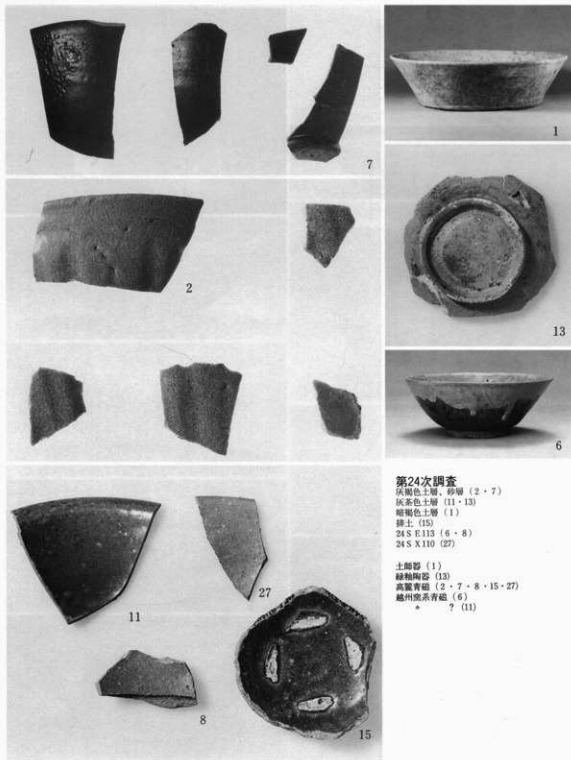 7
1
2
13
6
11
27
8
15
第24次調査
灰褐色土層、砂層 (2・7)
灰茶色土層 (11・13)
暗褐色土層 (1)
排土 (15)
24SE113 (6・8)
24SX110 (27)
土師器 (1)
緑釉陶器 (13)
高麗青磁 (2・7・8・15・27)
越州窯系青磁 (6)
〃 ? (11)